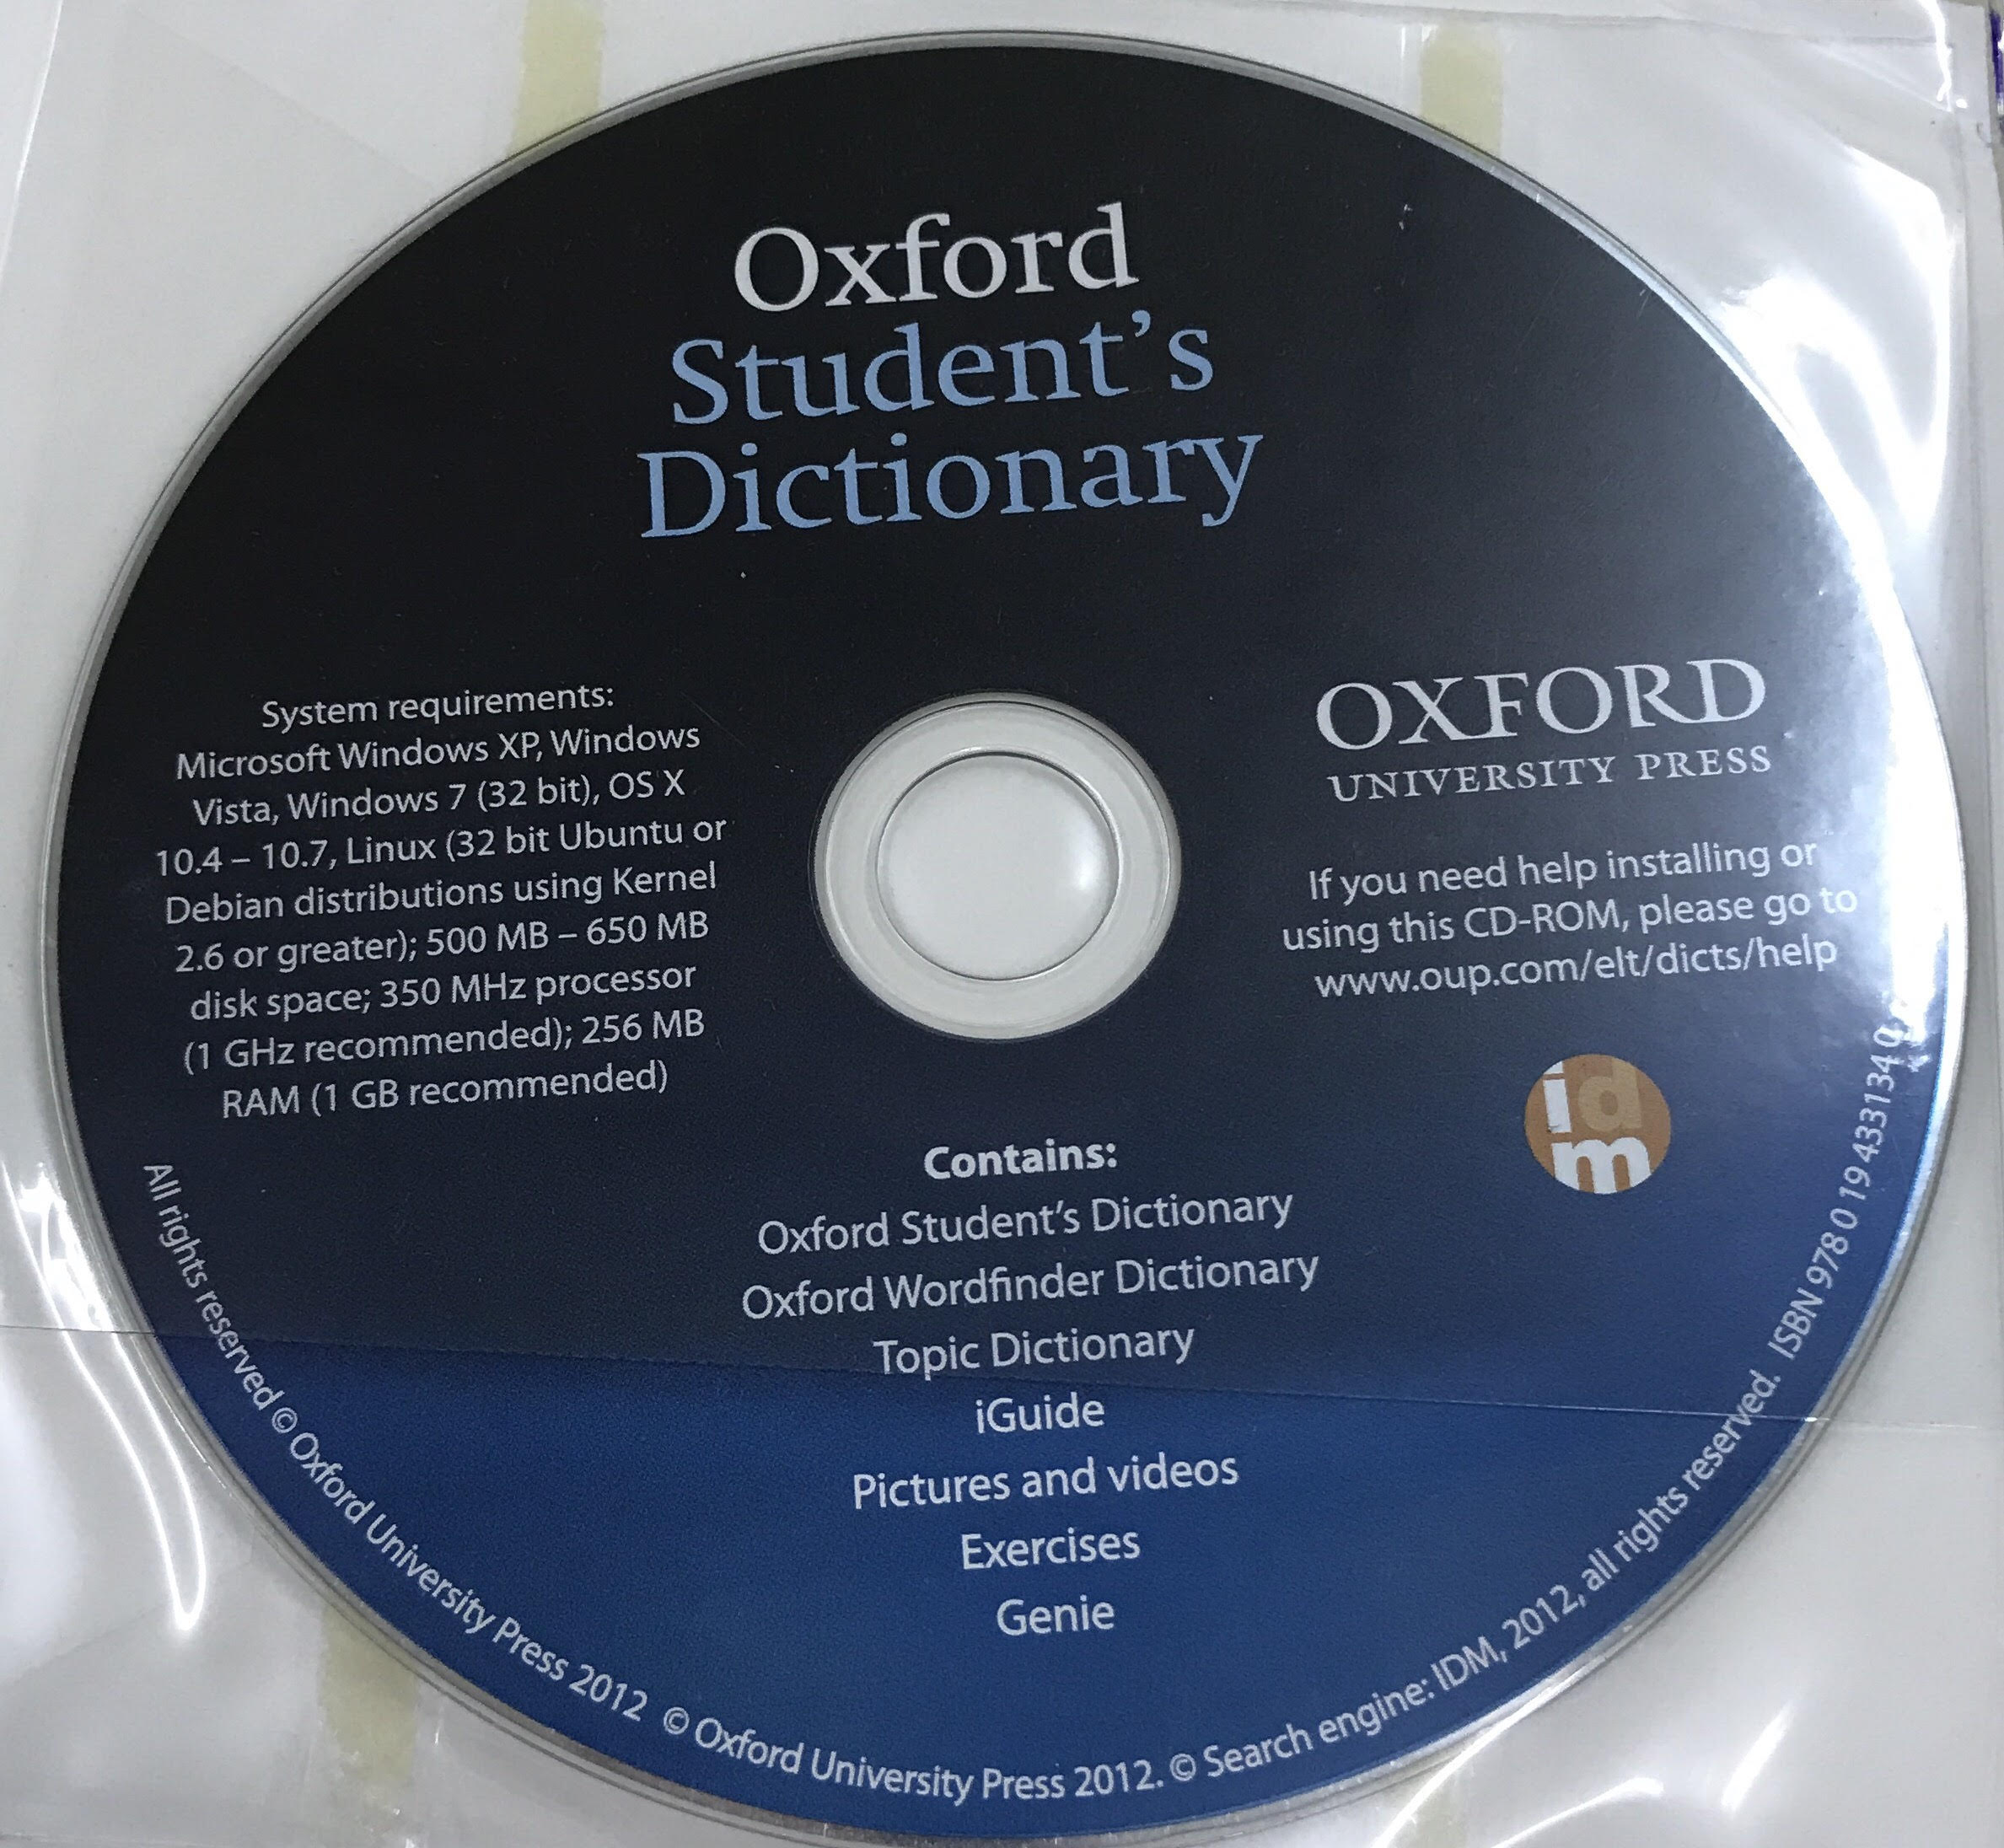 Oxford
Student's
Dictionary
System requirements:
Microsoft Windows XP, Windows
Vista, Windows 7 (32 bit), OS X
10.4 – 10.7, Linux (32 bit Ubuntu or
Debian distributions using Kernel
2.6 or greater); 500 MB – 650 MB
disk space; 350 MHz processor
(1 GHz recommended); 256 MB
RAM (1 GB recommended)
OXFORD
UNIVERSITY PRESS
If you need help installing or
using this CD-ROM, please go to
www.oup.com/elt/dicts/help
idm
Contains:
Oxford Student's Dictionary
Oxford Wordfinder Dictionary
Topic Dictionary
iGuide
Pictures and videos
Exercises
Genie
All rights reserved © Oxford University Press 2012 © Oxford University Press 2012. © Search engine: IDM, 2012, all rights reserved. ISBN 978 0 19 433134 0